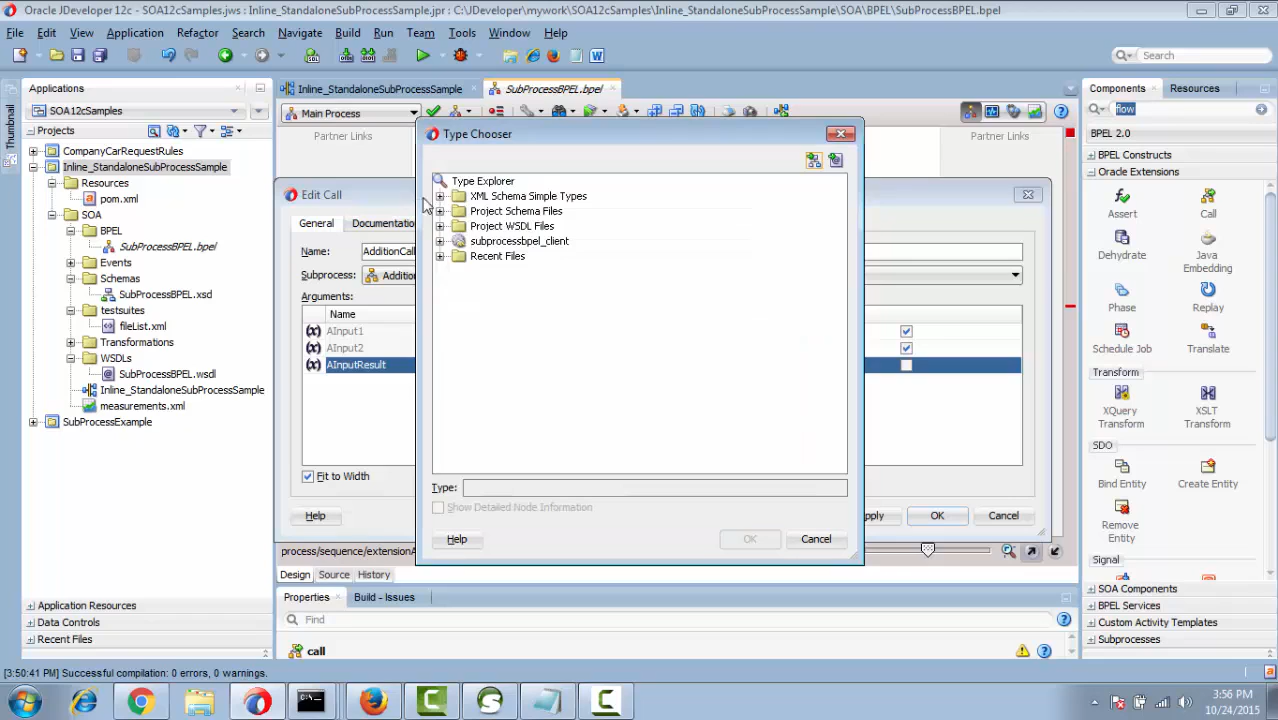 Oracle JDeveloper 12c - SOA12cSamples.jws : Inline_StandaloneSubProcessSample.jpr : C:\JDeveloper\mywork\SOA12cSamples\Inline_StandaloneSubProcessSample\SOA\BPEL\SubProcessBPEL.bpel
File Edit View Application Refactor Search Navigate Build Run Team Tools Window Help
Search
Applications
SOA12cSamples
Projects
CompanyCarRequestRules
Inline_StandaloneSubProcessSample
Resources
pom.xml
SOA
BPEL
SubProcessBPEL.bpel
Events
Schemas
SubProcessBPEL.xsd
testsuites
fileList.xml
Transformations
WSDLs
SubProcessBPEL.wsdl
Inline_StandaloneSubProcessSample
measurements.xml
SubProcessExample
Application Resources
Data Controls
Recent Files
Thumbnail
Inline_StandaloneSubProcessSample
SubProcessBPEL.bpel
Main Process
Partner Links
Partner Links
Edit Call
General Documentation
Name: AdditionCall
Subprocess: Addition
Arguments:
Name
AInput1
AInput2
AInputResult
Fit to Width
Help
Apply OK Cancel
Type Chooser
Type Explorer
XML Schema Simple Types
Project Schema Files
Project WSDL Files
subprocessbpel_client
Recent Files
Type:
Show Detailed Node Information
Help OK Cancel
process/sequence/extensionA
Design Source History
Properties Build - Issues
Find
call
Components Resources
flow
BPEL 2.0
BPEL Constructs
Oracle Extensions
Assert Call
Dehydrate Java Embedding
Phase Replay
Schedule Job Translate
Transform
XQuery Transform XSLT Transform
SDO
Bind Entity Create Entity
Remove Entity
Signal
SOA Components
BPEL Services
Custom Activity Templates
Subprocesses
[3:50:41 PM] Successful compilation: 0 errors, 0 warnings.
3:56 PM
10/24/2015